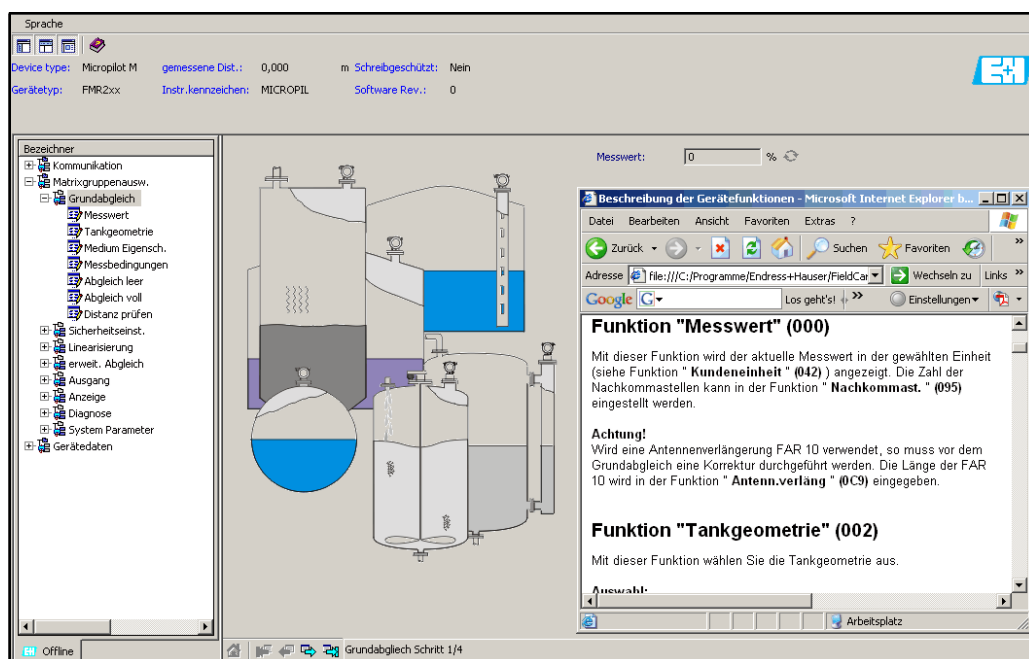 Sprache
Device type: Micropilot M gemessene Dist.: 0,000 m Schreibgeschützt: Nein
Gerätetyp: FMR2xx Instr.kennzeichen: MICROPIL Software Rev.: 0
E+H
Bezeichner
Kommunikation
Matrixgruppenausw.
Grundabgleich
Messwert
Tankgeometrie
Medium Eigensch.
Messbedingungen
Abgleich leer
Abgleich voll
Distanz prüfen
Sicherheitseinst.
Linearisierung
erweit. Abgleich
Ausgang
Anzeige
Diagnose
System Parameter
Gerätedaten
Offline
Messwert: 0 %
Beschreibung der Gerätefunktionen - Microsoft Internet Explorer b...
Datei Bearbeiten Ansicht Favoriten Extras ?
Zurück Suchen Favoriten »
Adresse file:///C:/Programme/Endress+Hauser/FieldCar Wechseln zu Links »
Google G Los geht's! » Einstellungen
Funktion "Messwert" (000)
Mit dieser Funktion wird der aktuelle Messwert in der gewählten Einheit
(siehe Funktion " Kundeneinheit " (042) ) angezeigt. Die Zahl der
Nachkommastellen kann in der Funktion " Nachkommast. " (095)
eingestellt werden.
Achtung!
Wird eine Antennenverlängerung FAR 10 verwendet, so muss vor dem
Grundabgleich eine Korrektur durchgeführt werden. Die Länge der FAR
10 wird in der Funktion " Antenn.verläng " (0C9) eingegeben.
Funktion "Tankgeometrie" (002)
Mit dieser Funktion wählen Sie die Tankgeometrie aus.
Auswahl:
Arbeitsplatz
Grundabgliech Schritt 1/4